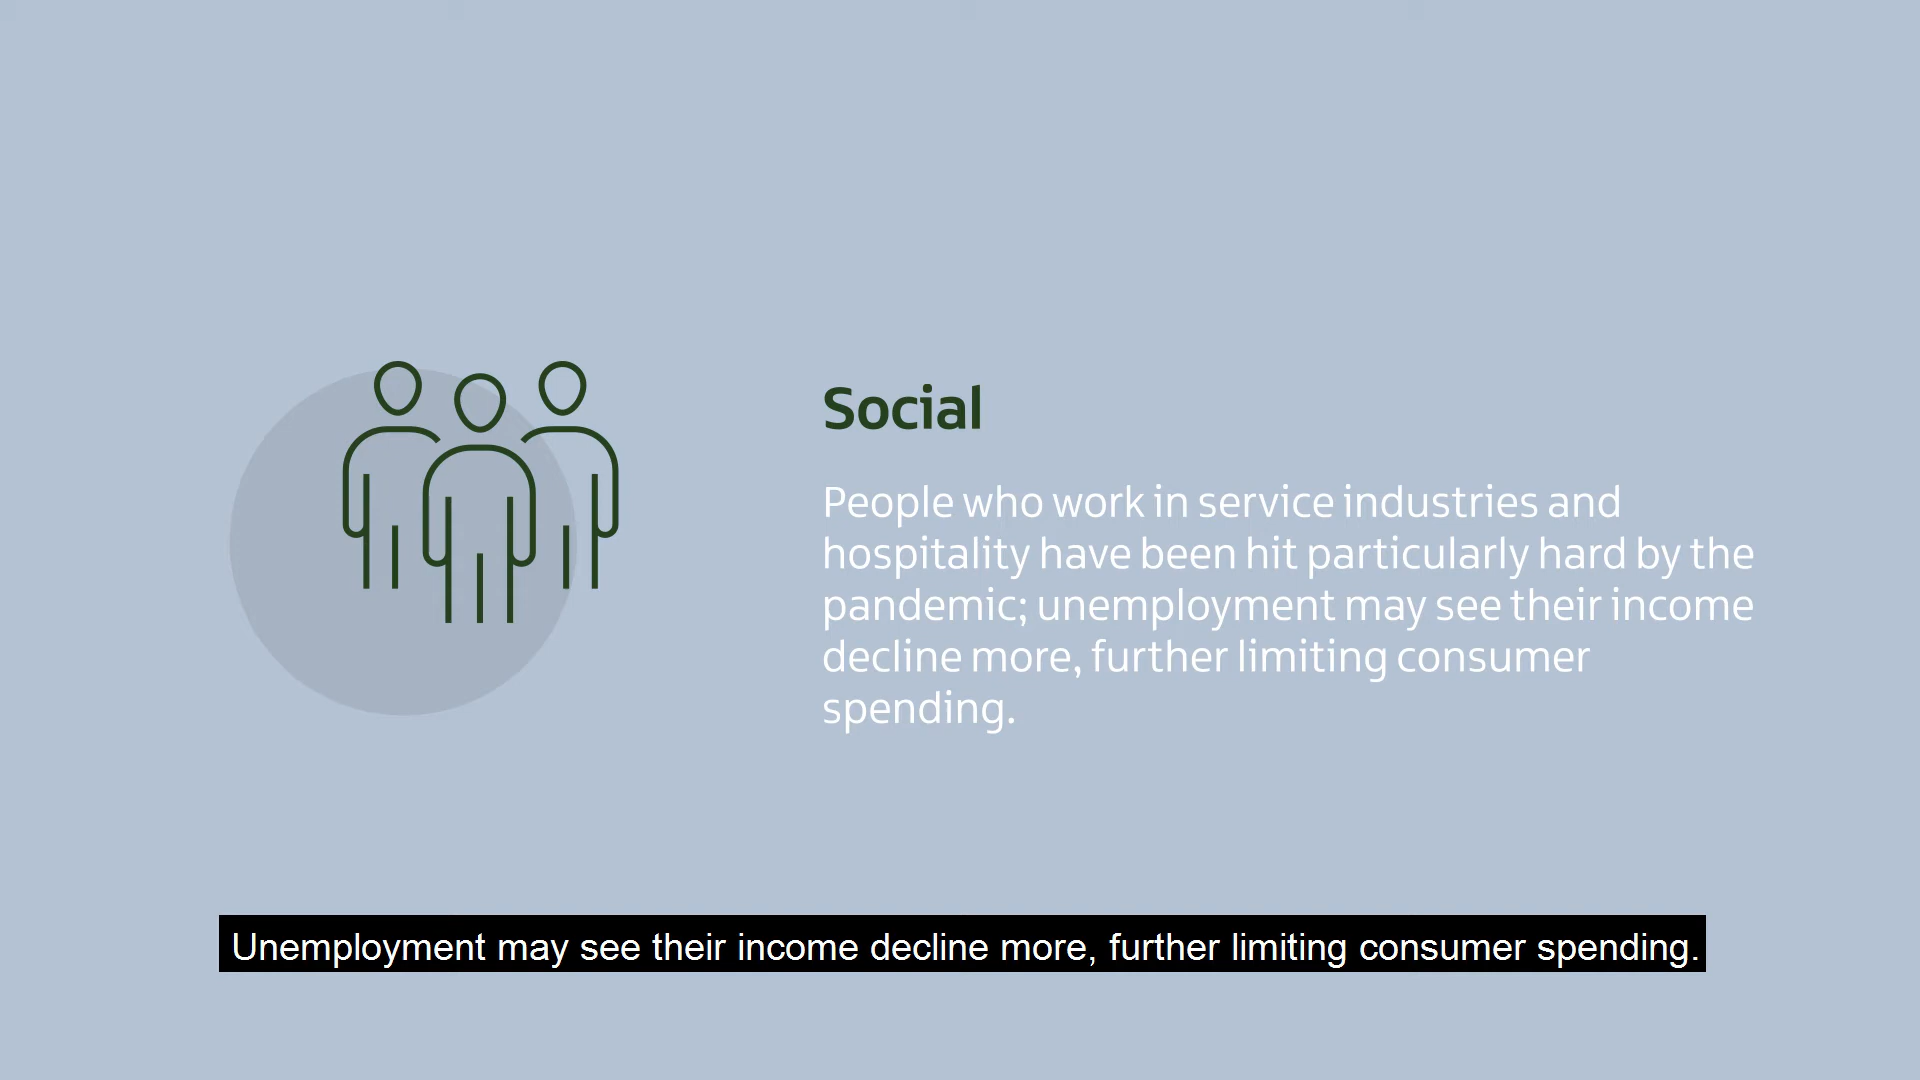 Social
People who work in service industries and
hospitality have been hit particularly hard by the
pandemic; unemployment may see their income
decline more, further limiting consumer
spending.
Unemployment may see their income decline more, further limiting consumer spending.